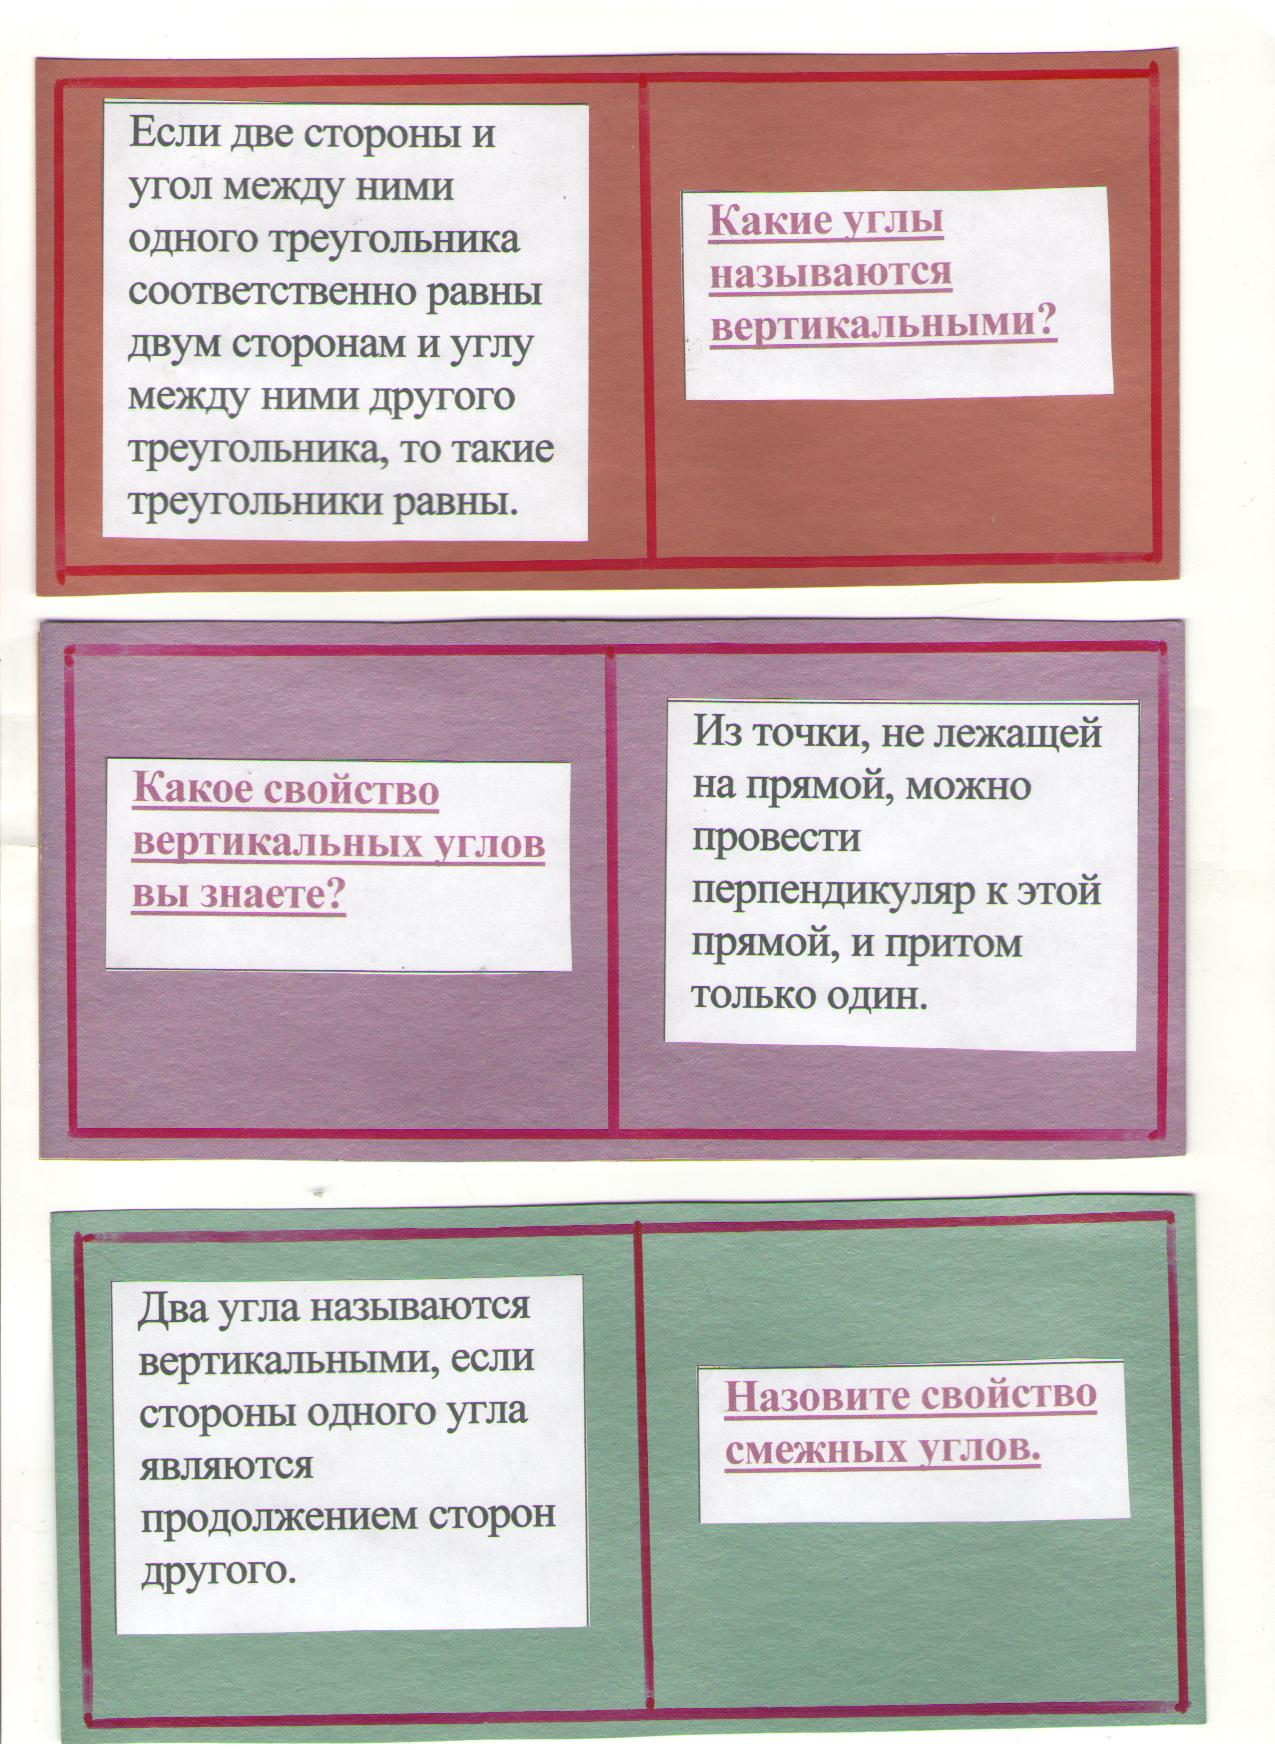 Если две стороны и
угол между ними
одного треугольника
соответственно равны
двум сторонам и углу
между ними другого
треугольника, то такие
треугольники равны.
Какие углы
называются
вертикальными?
Какое свойство
вертикальных углов
вы знаете?
Из точки, не лежащей
на прямой, можно
провести
перпендикуляр к этой
прямой, и притом
только один.
Два угла называются
вертикальными, если
стороны одного угла
являются
продолжением сторон
другого.
Назовите свойство
смежных углов.